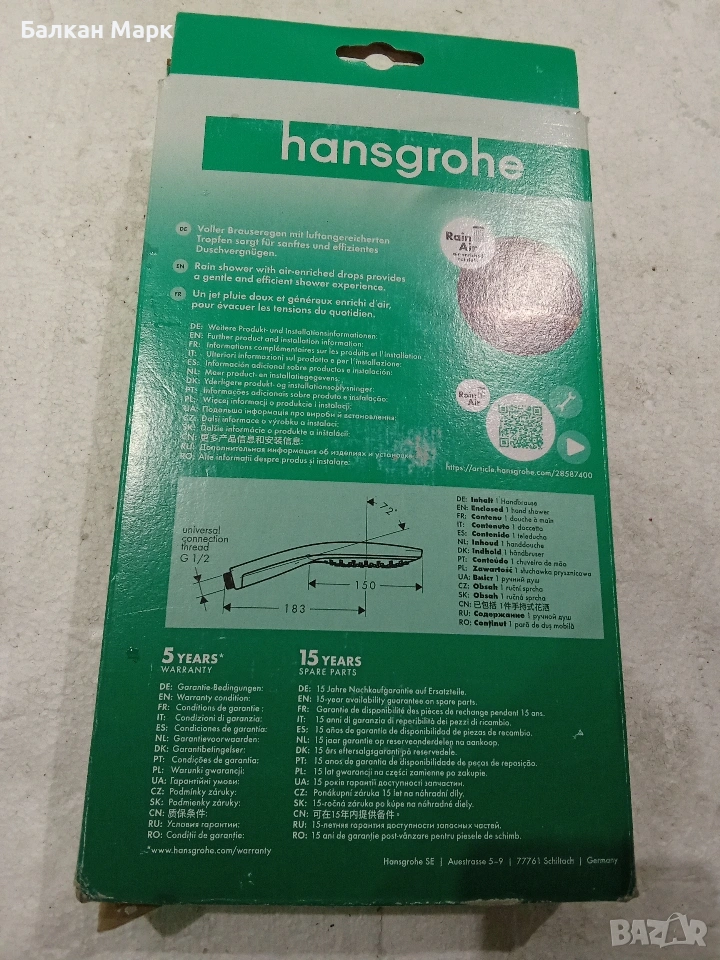 Балкан Марк
hansgrohe
DE Voller Brauseregen mit luftangereicherten
Tropfen sorgt für sanftes und effizientes
Duschvergnügen.
EN Rain shower with air-enriched drops provides
a gentle and efficient shower experience.
FR Un jet pluie doux et généreux enrichi d'air,
pour évacuer les tensions du quotidien.
Rain
Air
DE: Weitere Produkt- und Installationsinformationen:
EN: Further product and installation information:
FR: Informations complémentaires sur les produits et l'installation :
IT: Ulteriori informazioni sul prodotto e per l'installazione:
ES: Información adicional sobre productos e instalación:
NL: Meer product- en installatiegegevens:
DK: Yderligere produkt- og installationsoplysninger:
PT: Informações adicionais sobre produto e instalação:
PL: Więcej informacji o produkcie i instalacji:
UA: Подольша інформація про вироби й встановлення:
CZ: Další informace o výrobku a instalaci:
SK: Ďalšie informácie o produkte a inštalácii:
CN: 更多产品信息和安装信息:
RU: Дополнительная информация об изделиях и установке:
RO: Alte informații despre produs și instalare:
Rain
Air
https://article.hansgrohe.com/28587400
universal
connection
thread
G 1/2
72°
150
183
DE: Inhalt 1 Handbrause
EN: Enclosed 1 hand shower
FR: Contenu 1 douche à main
IT: Contenuto 1 doccetta
ES: Contenido 1 teleducha
NL: Inhoud 1 handdouche
DK: Indhold 1 håndbruser
PT: Conteúdo 1 chuveiro de mão
PL: Zawartość 1 słuchawka prysznicowa
UA: Вміст 1 ручний душ
CZ: Obsah 1 ruční sprcha
SK: Obsah 1 ručná sprcha
CN: 已包括 1件手持式花洒
RU: Содержание 1 ручной душ
RO: Conținut 1 pară de duș mobilă
5 YEARS*
WARRANTY
DE: Garantie-Bedingungen:
EN: Warranty condition:
FR: Conditions de garantie :
IT: Condizioni di garanzia:
ES: Condiciones de garantía:
NL: Garantievoorwaarden:
DK: Garantibetingelser:
PT: Condições de garantia:
PL: Warunki gwarancji:
UA: Гарантійні умови:
CZ: Podmínky záruky:
SK: Podmienky záruky:
CN: 质保条件:
RU: Условия гарантии:
RO: Condiții de garanție:
*www.hansgrohe.com/warranty
15 YEARS
SPARE PARTS
DE: 15 Jahre Nachkaufgarantie auf Ersatzteile.
EN: 15-year availability guarantee on spare parts.
FR: Garantie de disponibilité des pièces de rechange pendant 15 ans.
IT: 15 anni di garanzia di reperibilità dei pezzi di ricambio.
ES: 15 años de garantía de disponibilidad de piezas de recambio.
NL: 15 jaar garantie op reserveonderdelen na aankoop.
DK: 15 års eftersalgsgaranti på reservedele.
PT: 15 anos de garantia de disponibilidade de peças de reposição.
PL: 15 lat gwarancji na części zamienne po zakupie.
UA: 15 років гарантії доступності запчастин.
CZ: Ponákupní záruka 15 let na náhradní díly.
SK: 15-ročná záruka po kúpe na náhradné diely.
CN: 可在15年内提供备件。
RU: 15-летняя гарантия доступности запасных частей.
RO: 15 ani de garanție post-vânzare pentru piesele de schimb.
Hansgrohe SE | Auestrasse 5–9 | 77761 Schiltach | Germany
BAZAR